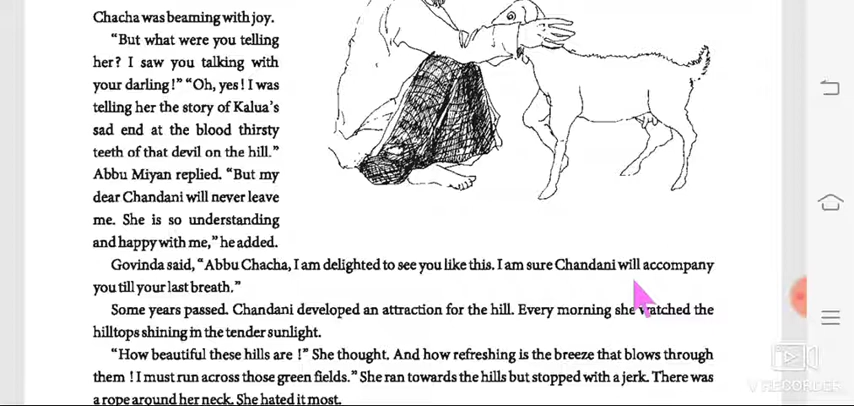 Chacha was beaming with joy.
"But what were you telling
her? I saw you talking with
your darling!" "Oh, yes! I was
telling her the story of Kalua's
sad end at the blood thirsty
teeth of that devil on the hill."
Abbu Miyan replied. "But my
dear Chandani will never leave
me. She is so understanding
and happy with me," he added.
Govinda said, "Abbu Chacha, I am delighted to see you like this. I am sure Chandani will accompany
you till your last breath."
Some years passed. Chandani developed an attraction for the hill. Every morning she watched the
hilltops shining in the tender sunlight.
"How beautiful these hills are !" She thought. And how refreshing is the breeze that blows through
them ! I must run across those green fields." She ran towards the hills but stopped with a jerk. There was
a rope around her neck. She hated it most.
V RECORDER